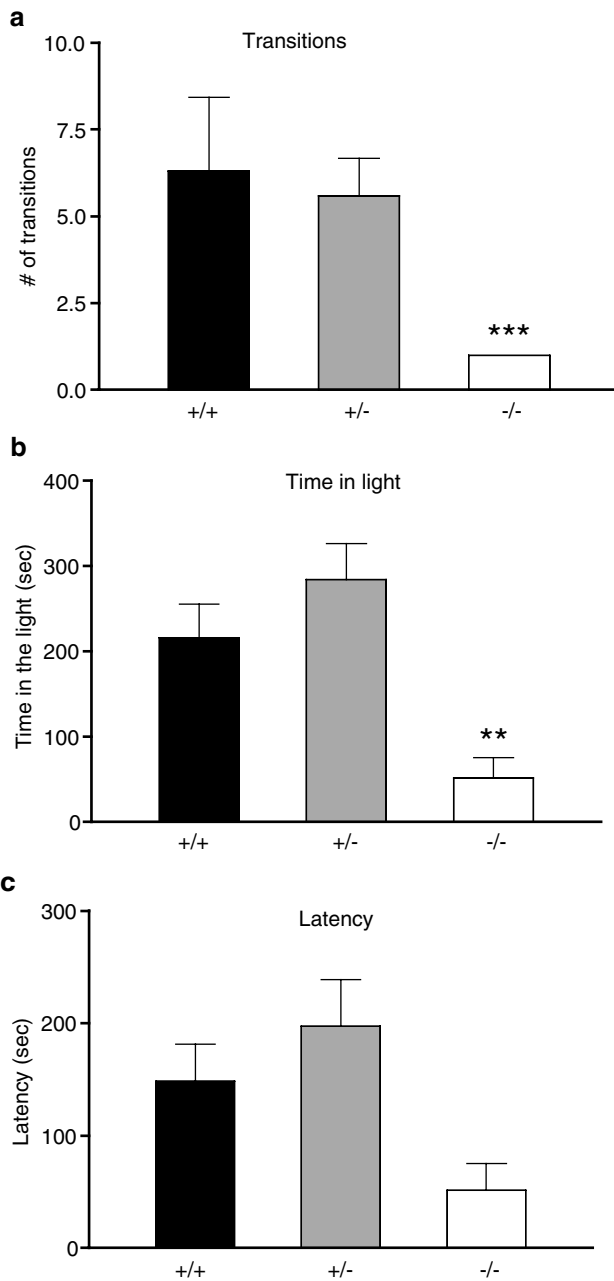 a
Transitions
10.0
7.5
5.0
2.5
0.0
# of transitions
***
+/+ +/- -/-
b
Time in light
400
300
200
100
0
Time in the light (sec)
**
+/+ +/- -/-
c
Latency
300
200
100
0
Latency (sec)
+/+ +/- -/-